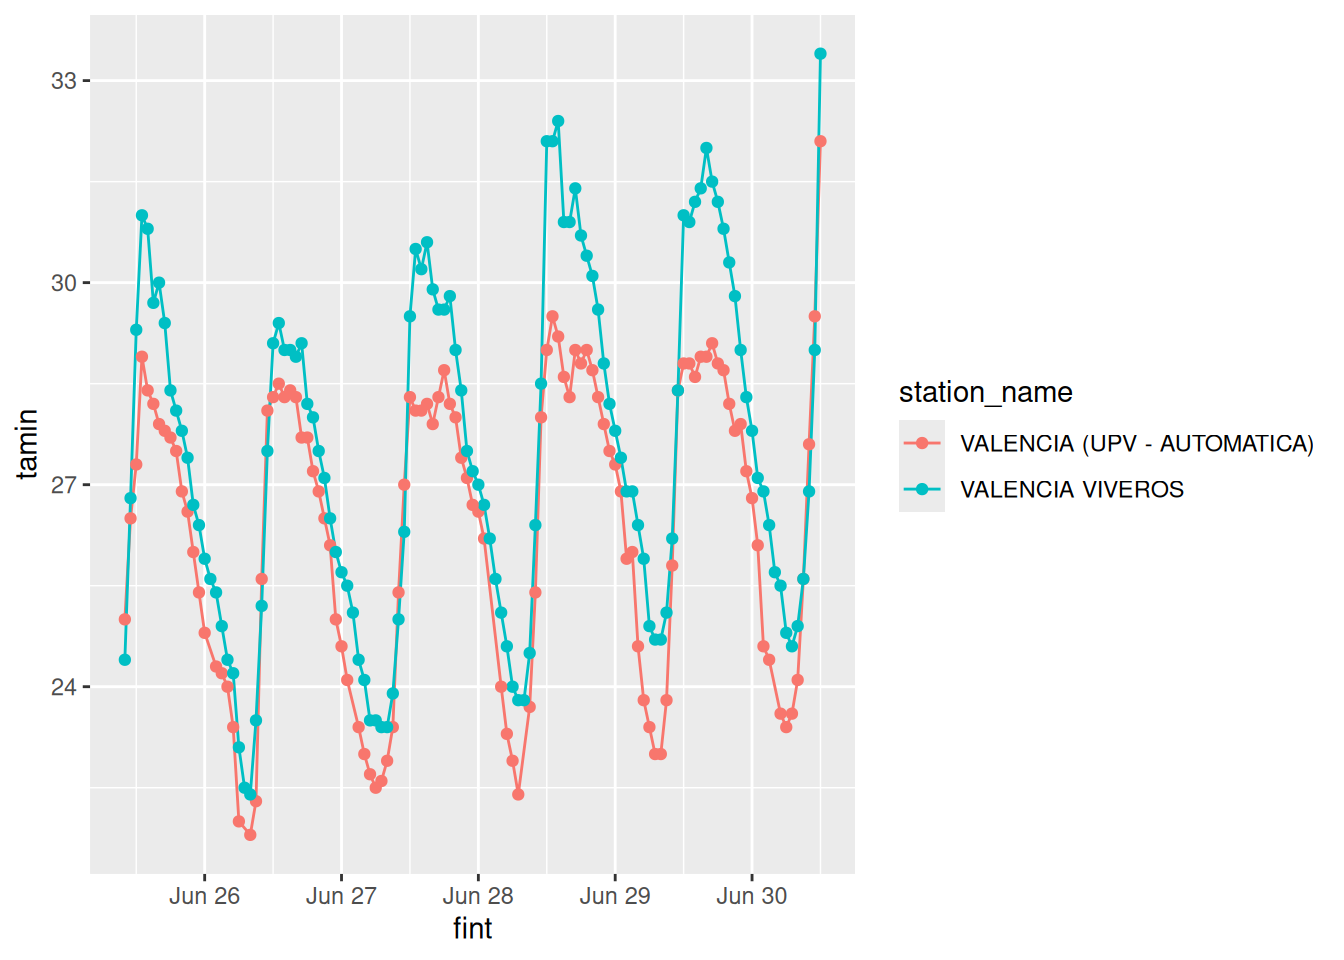 33
30
27
24
tamin
Jun 26
Jun 27
Jun 28
Jun 29
Jun 30
fint
station_name
VALENCIA (UPV - AUTOMATICA)
VALENCIA VIVEROS